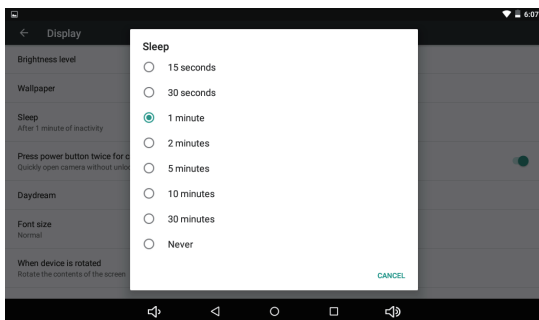 6:07
Display
Brightness level
Wallpaper
Sleep
After 1 minute of inactivity
Press power button twice for c
Quickly open camera without unlo
Daydream
Font size
Normal
When device is rotated
Rotate the contents of the screen
Sleep
15 seconds
30 seconds
1 minute
2 minutes
5 minutes
10 minutes
30 minutes
Never
CANCEL